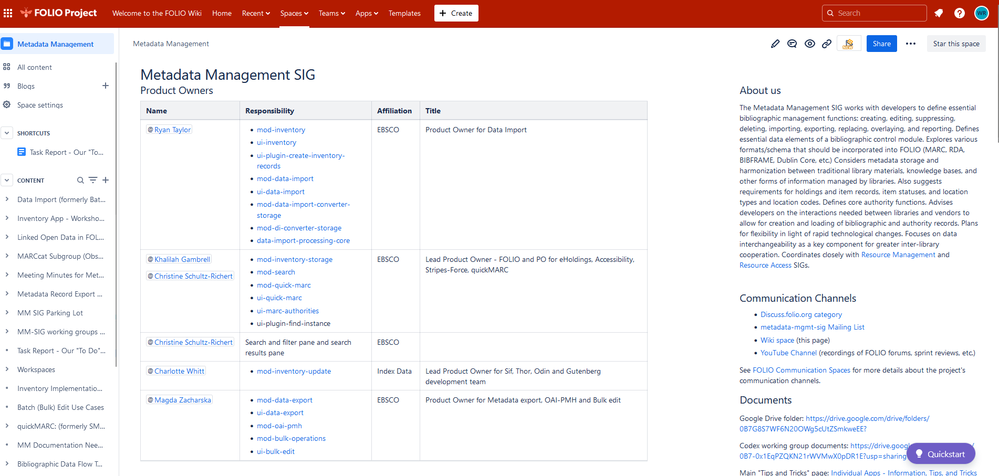 FOLIO Project
Welcome to the FOLIO Wiki
Home
Recent
Spaces
Teams
Apps
Templates
Create
Search
WR
Metadata Management
All content
Blogs
Space settings
SHORTCUTS
Task Report - Our "To...
CONTENT
Data Import (formerly Bat...
Inventory App - Worksho...
Linked Open Data in FOL...
MARCcat Subgroup (Obs...
Meeting Minutes for Met...
Metadata Record Export ...
MM SIG Parking Lot
MM-SIG working groups ...
Task Report - Our "To Do"...
Workspaces
Inventory Implementatio...
Batch (Bulk) Edit Use Cases
quickMARC: (formerly SM...
MM Documentation Nee...
Bibliographic Data Flow T...
Metadata Management
NEW
Share
Star this space
Metadata Management SIG
Product Owners
Name
Responsibility
Affiliation
Title
@Ryan Taylor
mod-inventory
ui-inventory
ui-plugin-create-inventory-
records
mod-data-import
ui-data-import
mod-data-import-converter-
storage
mod-di-converter-storage
data-import-processing-core
EBSCO
Product Owner for Data Import
@Khalilah Gambrell
@Christine Schultz-Richert
mod-inventory-storage
mod-search
mod-quick-marc
ui-quick-marc
ui-marc-authorities
ui-plugin-find-instance
EBSCO
Lead Product Owner - FOLIO and PO for eHoldings, Accessibility,
Stripes-Force, quickMARC
@Christine Schultz-Richert
Search and filter pane and search
results pane
EBSCO
@Charlotte Whitt
mod-inventory-update
Index Data
Lead Product Owner for Sif, Thor, Odin and Gutenberg
development team
@Magda Zacharska
mod-data-export
ui-data-export
mod-oai-pmh
mod-bulk-operations
ui-bulk-edit
EBSCO
Product Owner for Metadata export, OAI-PMH and Bulk edit
About us
The Metadata Management SIG works with developers to define essential
bibliographic management functions: creating, editing, suppressing,
deleting, importing, exporting, replacing, overlaying, and reporting. Defines
essential data elements of a bibliographic control module. Explores various
formats/schema that should be incorporated into FOLIO (MARC, RDA,
BIBFRAME, Dublin Core, etc.) Considers metadata storage and
harmonization between traditional library materials, knowledge bases, and
other forms of information managed by libraries. Also suggests
requirements for holdings and item records, item statuses, and location
types and location codes. Defines core authority functions. Advises
developers on the interactions needed between libraries and vendors to
allow for creation and loading of bibliographic and authority records. Plans
for flexibility in light of rapid technological changes. Focuses on data
interchangeability as a key component for greater inter-library
cooperation. Coordinates closely with Resource Management and
Resource Access SIGs.
Communication Channels
Discuss.folio.org category
metadata-mgmt-sig Mailing List
Wiki space (this page)
YouTube Channel (recordings of FOLIO forums, sprint reviews, etc.)
See FOLIO Communication Spaces for more details about the project's
communication channels.
Documents
Google Drive folder: https://drive.google.com/drive/folders/
0B7G8S7WF6N20OWg5cUtZSmkweEE?
Codex working group documents: https://drive.goog
0B7-0x1EqPZQKN21rWVMwX0pDR1E?usp=sharing
Quickstart
Main "Tips and Tricks" page: Individual Apps - Information, Tips, and Tricks